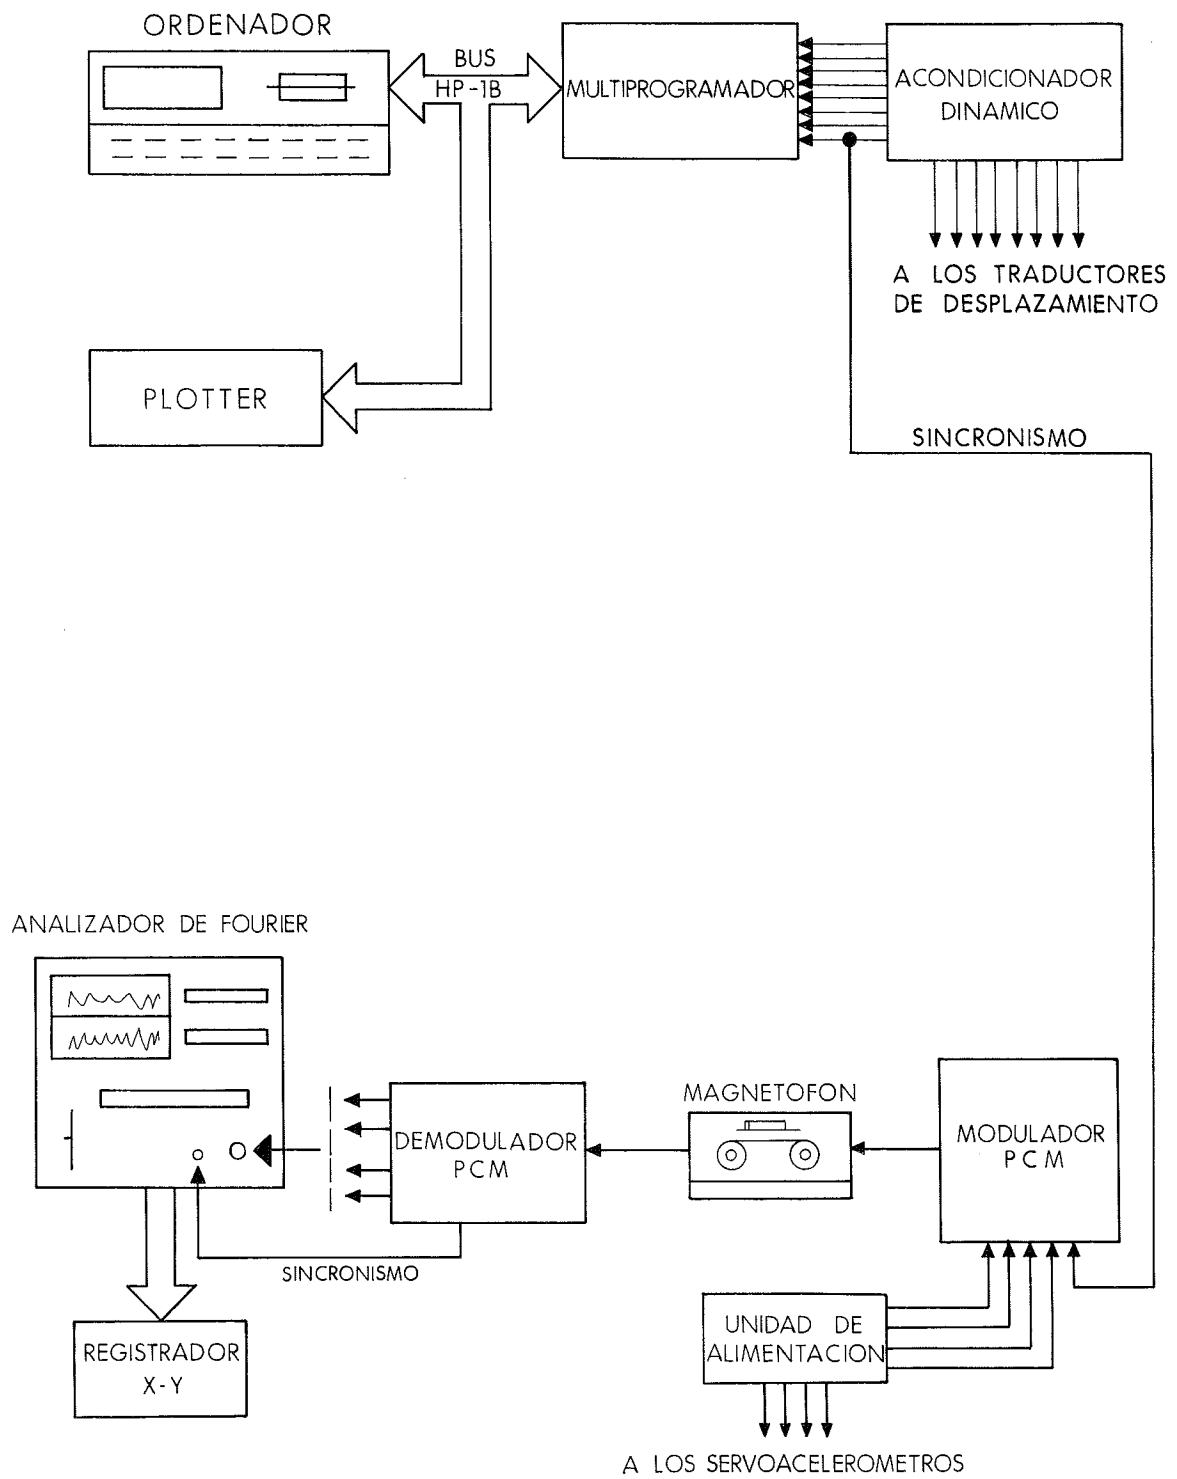 ORDENADOR
BUS
HP-1B
MULTIPROGRAMADOR
ACONDICIONADOR
DINAMICO
A LOS TRADUCTORES
DE DESPLAZAMIENTO
PLOTTER
SINCRONISMO
ANALIZADOR DE FOURIER
MAGNETOFON
DEMODULADOR
PCM
MODULADOR
PCM
SINCRONISMO
UNIDAD DE
ALIMENTACION
REGISTRADOR
X-Y
A LOS SERVOACELEROMETROS